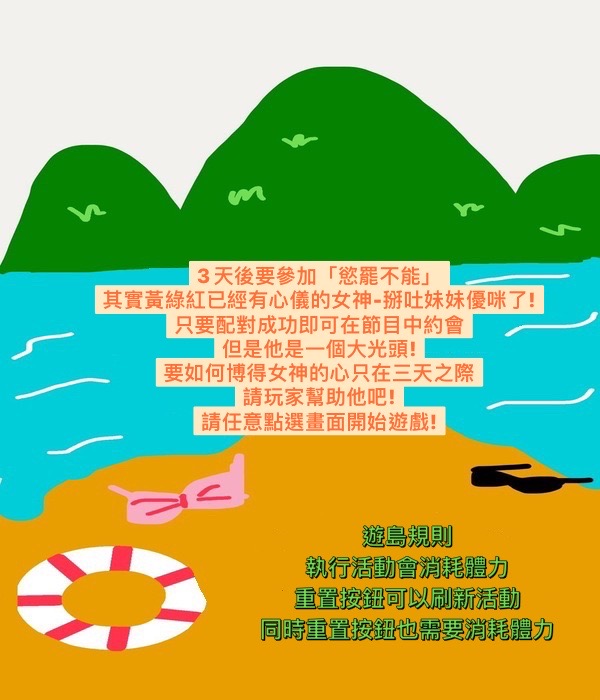 3天後要參加「慾罷不能」
其實黃綠紅已經有心儀的女神-掰吐妹妹優咪了!
只要配對成功即可在節目中約會
但是他是一個大光頭!
要如何博得女神的心只在三天之際
請玩家幫助他吧!
請任意點選畫面開始遊戲!
遊島規則
執行活動會消耗體力
重置按鈕可以刷新活動
同時重置按鈕也需要消耗體力